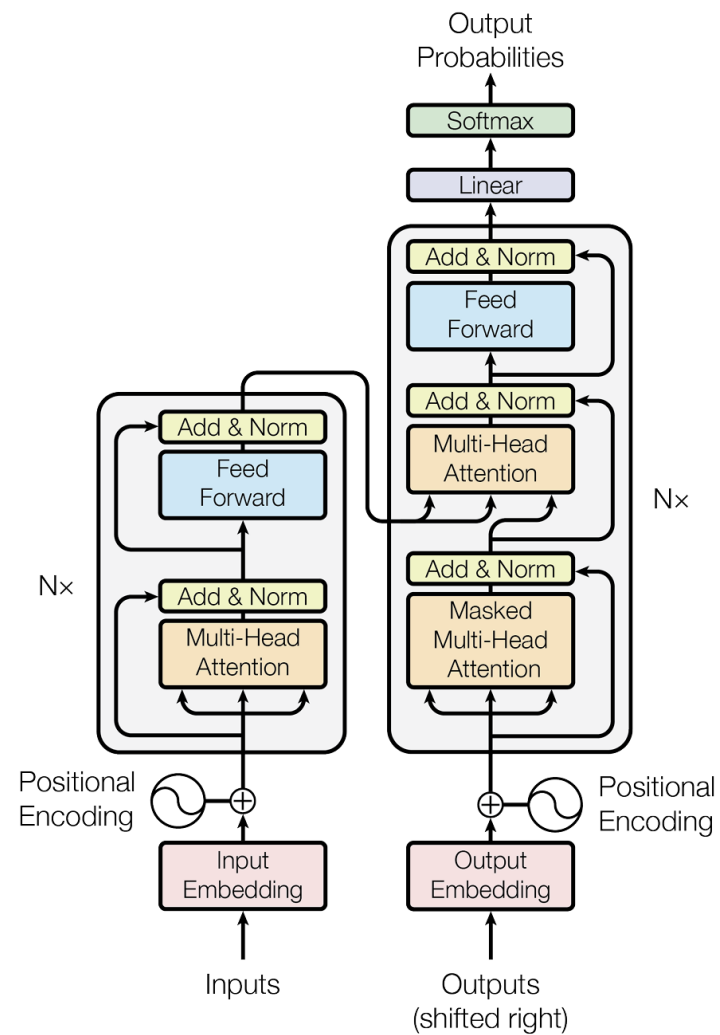 Output
Probabilities
Softmax
Linear
Add & Norm
Feed
Forward
Add & Norm
Multi-Head
Attention
Nx
Add & Norm
Masked
Multi-Head
Attention
Add & Norm
Feed
Forward
Nx
Add & Norm
Multi-Head
Attention
Positional
Encoding
Positional
Encoding
Input
Embedding
Output
Embedding
Inputs
Outputs
(shifted right)